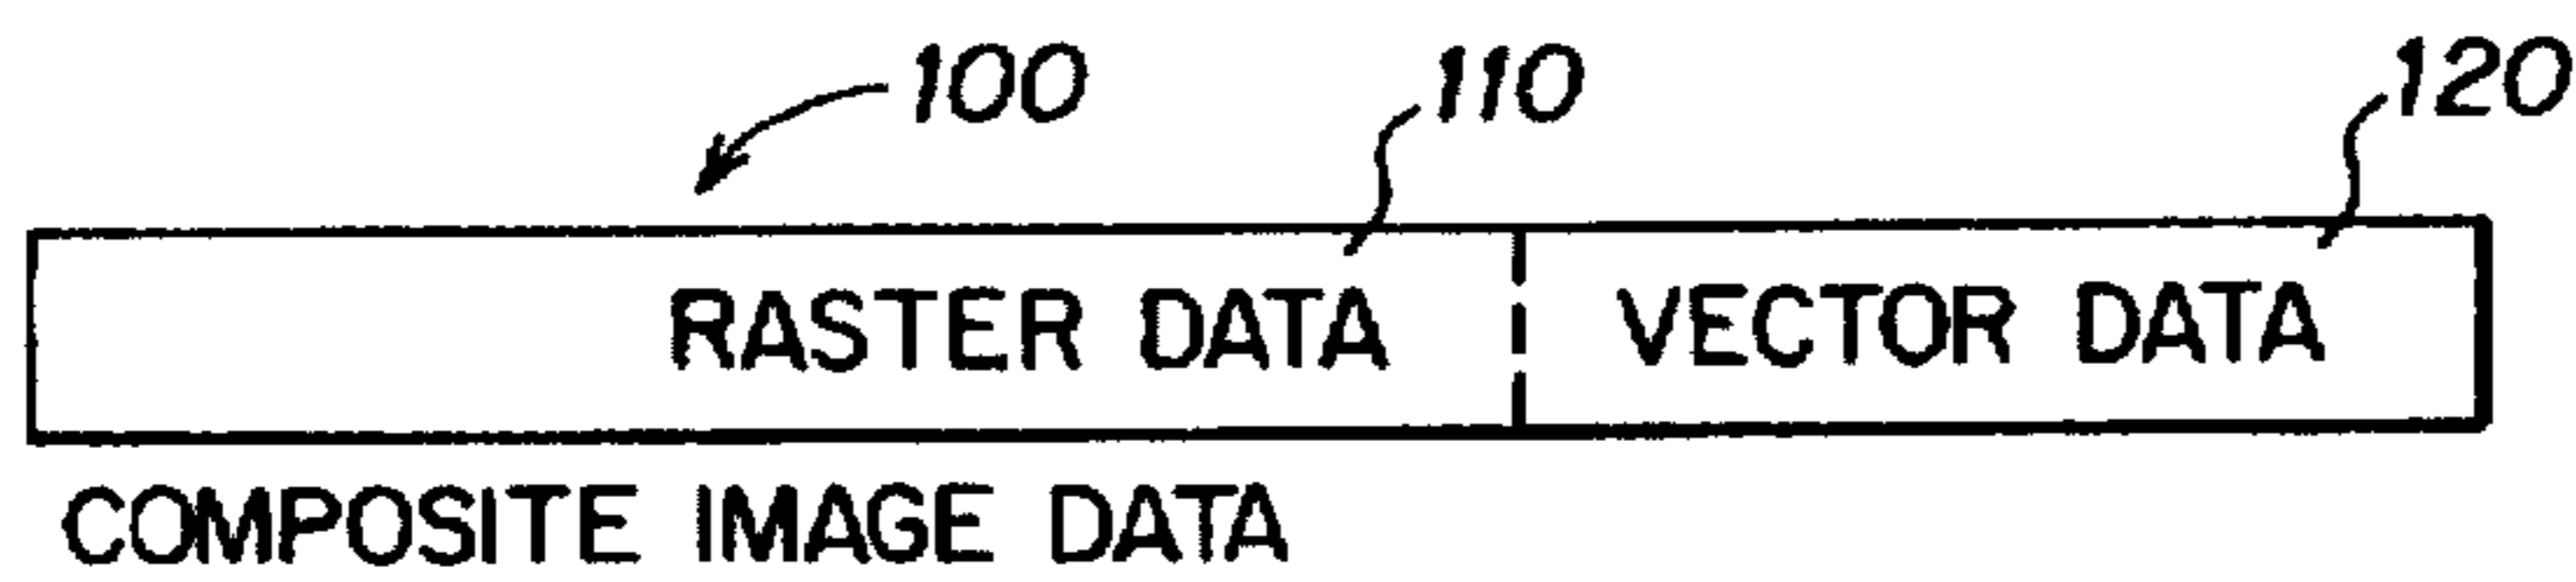 100 110 120
RASTER DATA VECTOR DATA
COMPOSITE IMAGE DATA